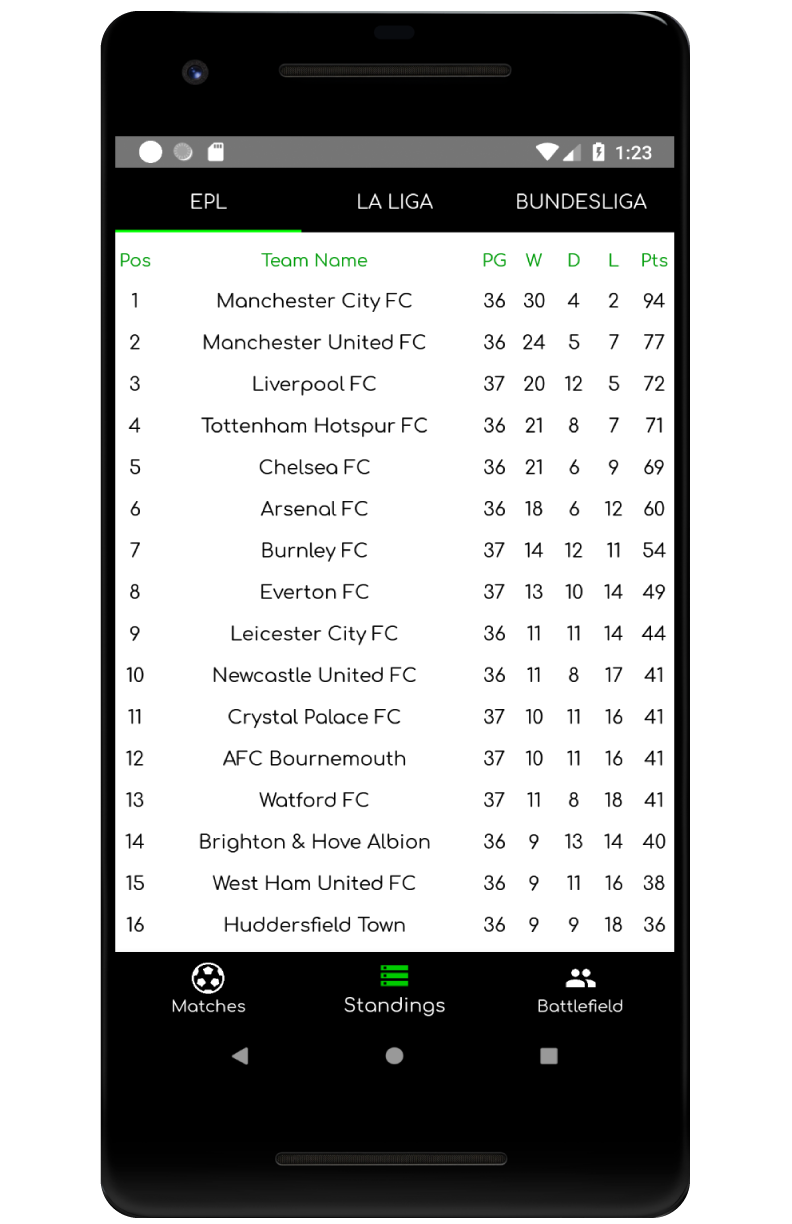 1:23
EPL LA LIGA BUNDESLIGA
Pos Team Name PG W D L Pts
1 Manchester City FC 36 30 4 2 94
2 Manchester United FC 36 24 5 7 77
3 Liverpool FC 37 20 12 5 72
4 Tottenham Hotspur FC 36 21 8 7 71
5 Chelsea FC 36 21 6 9 69
6 Arsenal FC 36 18 6 12 60
7 Burnley FC 37 14 12 11 54
8 Everton FC 37 13 10 14 49
9 Leicester City FC 36 11 11 14 44
10 Newcastle United FC 36 11 8 17 41
11 Crystal Palace FC 37 10 11 16 41
12 AFC Bournemouth 37 10 11 16 41
13 Watford FC 37 11 8 18 41
14 Brighton & Hove Albion 36 9 13 14 40
15 West Ham United FC 36 9 11 16 38
16 Huddersfield Town 36 9 9 18 36
Matches Standings Battlefield